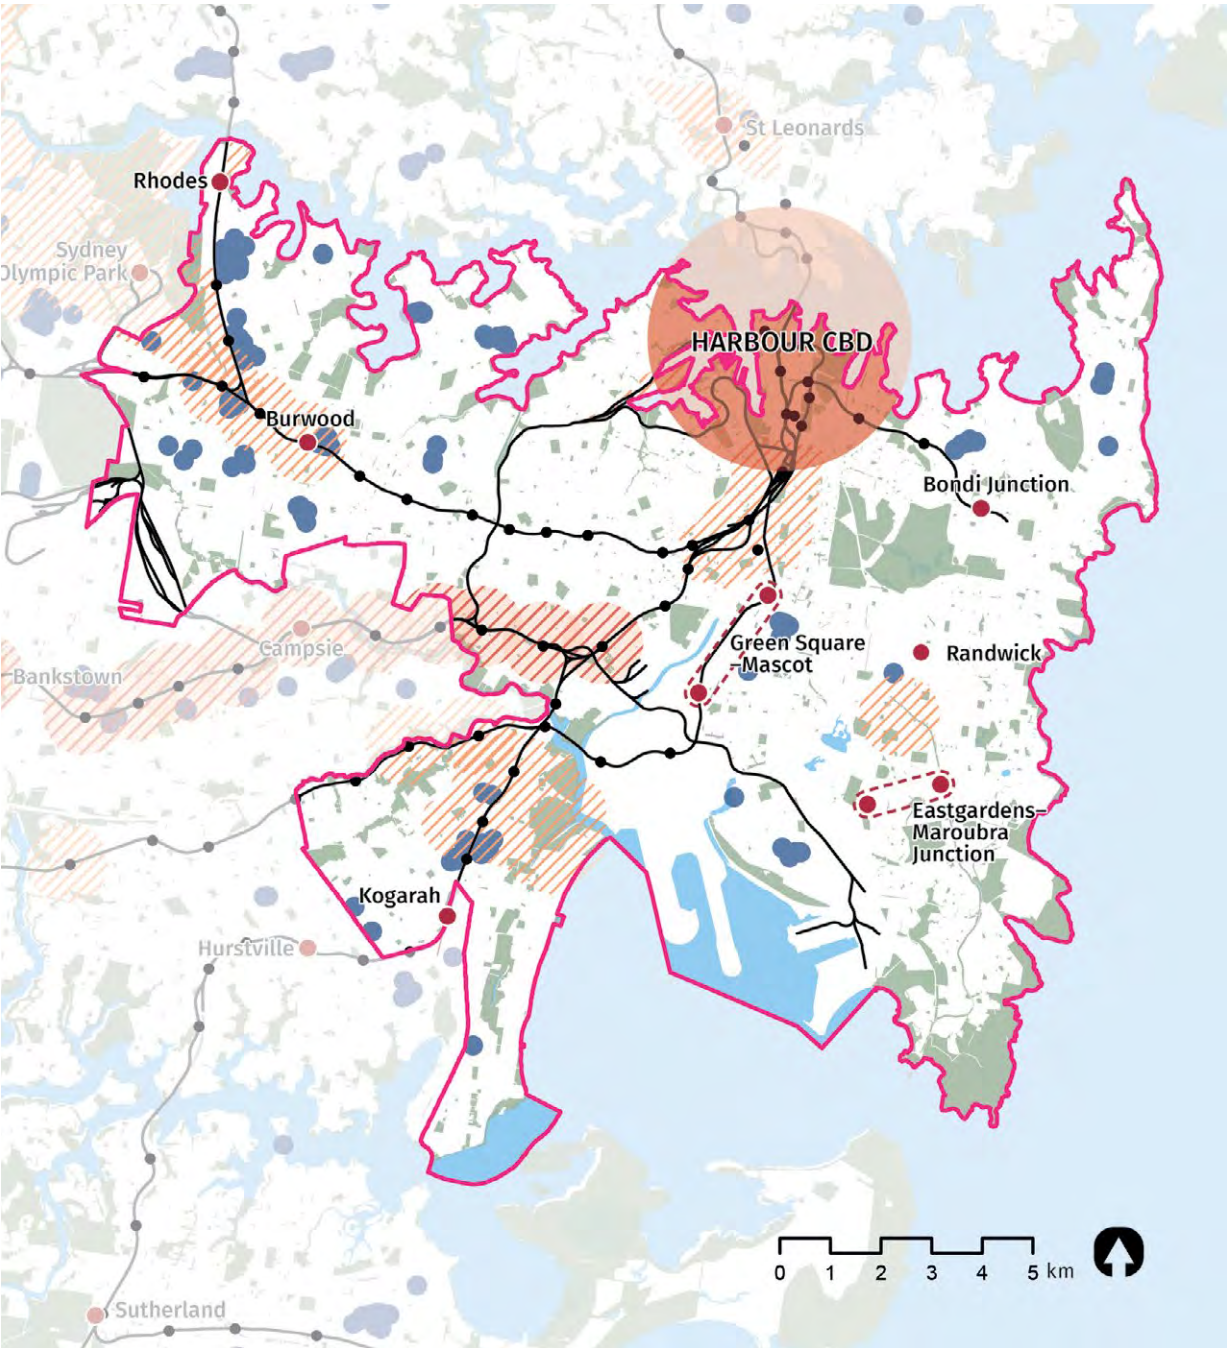 St Leonards
Rhodes
Sydney
Olympic Park
HARBOUR CBD
Burwood
Bondi Junction
Campsie
Green Square
–Mascot
Randwick
Bankstown
Eastgardens–
Maroubra
Junction
Kogarah
Hurstville
0 1 2 3 4 5 km
Sutherland